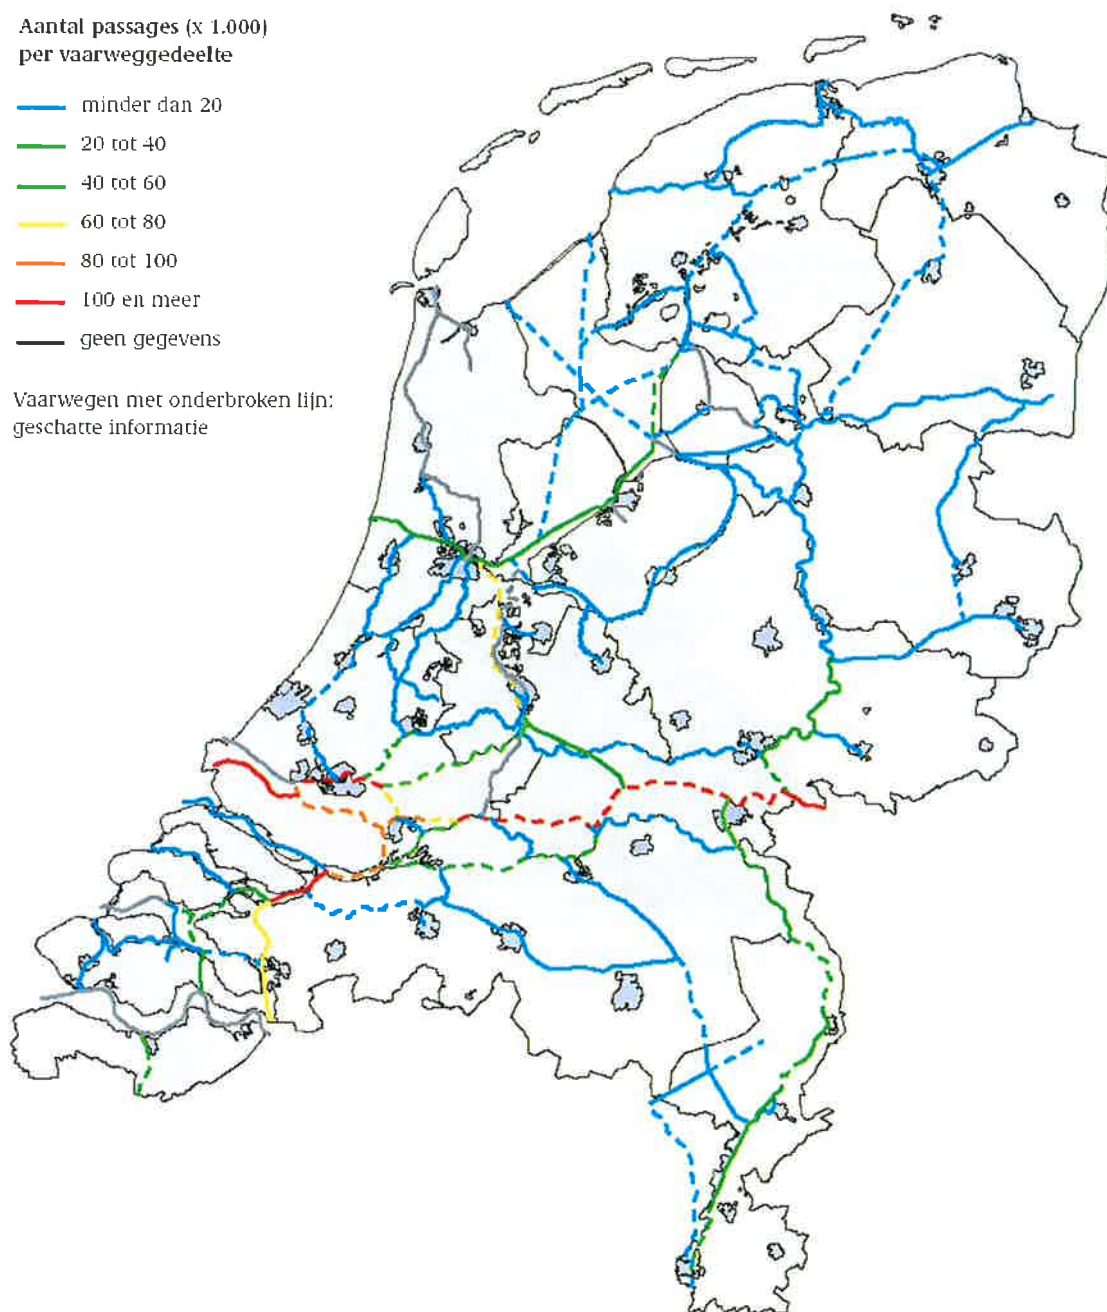 Aantal passages (x 1.000)
per vaarweggedeelte
minder dan 20
20 tot 40
40 tot 60
60 tot 80
80 tot 100
100 en meer
geen gegevens
Vaarwegen met onderbroken lijn:
geschatte informatie